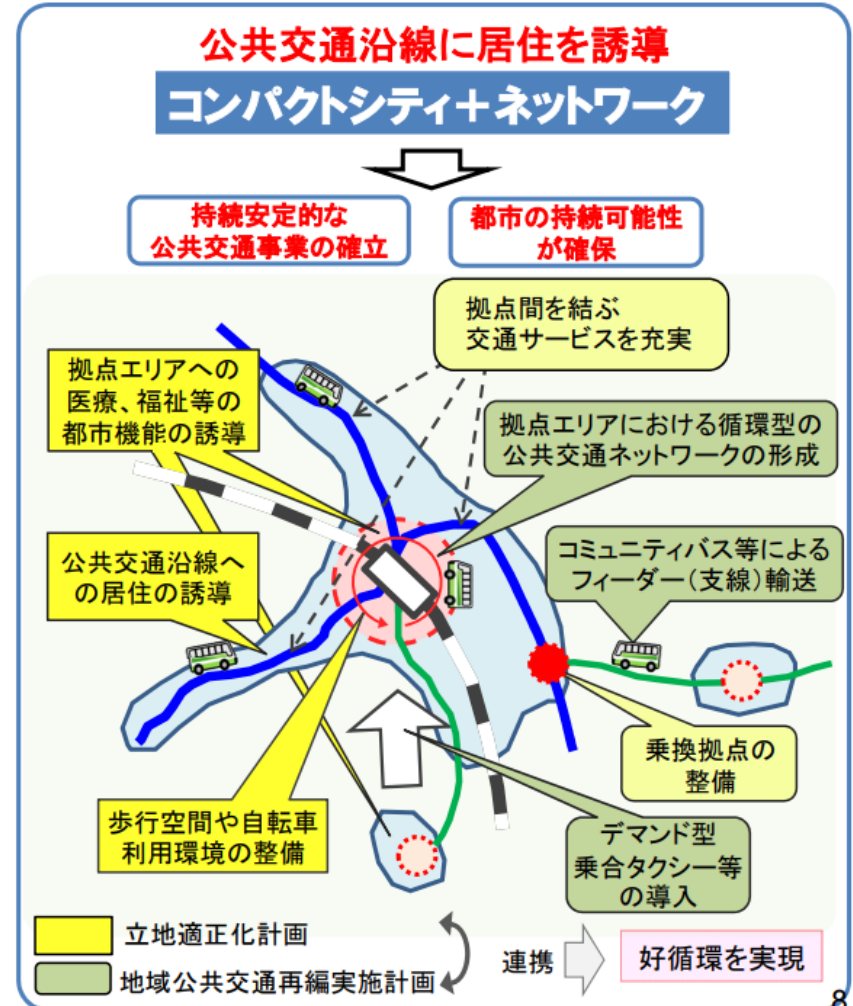 公共交通沿線に居住を誘導
コンパクトシティ+ネットワーク
持続安定的な
公共交通事業の確立
都市の持続可能性
が確保
拠点間を結ぶ
交通サービスを充実
拠点エリアへの
医療、福祉等の
都市機能の誘導
拠点エリアにおける循環型の
公共交通ネットワークの形成
公共交通沿線へ
の居住の誘導
コミュニティバス等による
フィーダー(支線)輸送
乗換拠点の
整備
歩行空間や自転車
利用環境の整備
デマンド型
乗合タクシー等
の導入
立地適正化計画
地域公共交通再編実施計画
連携
好循環を実現
8